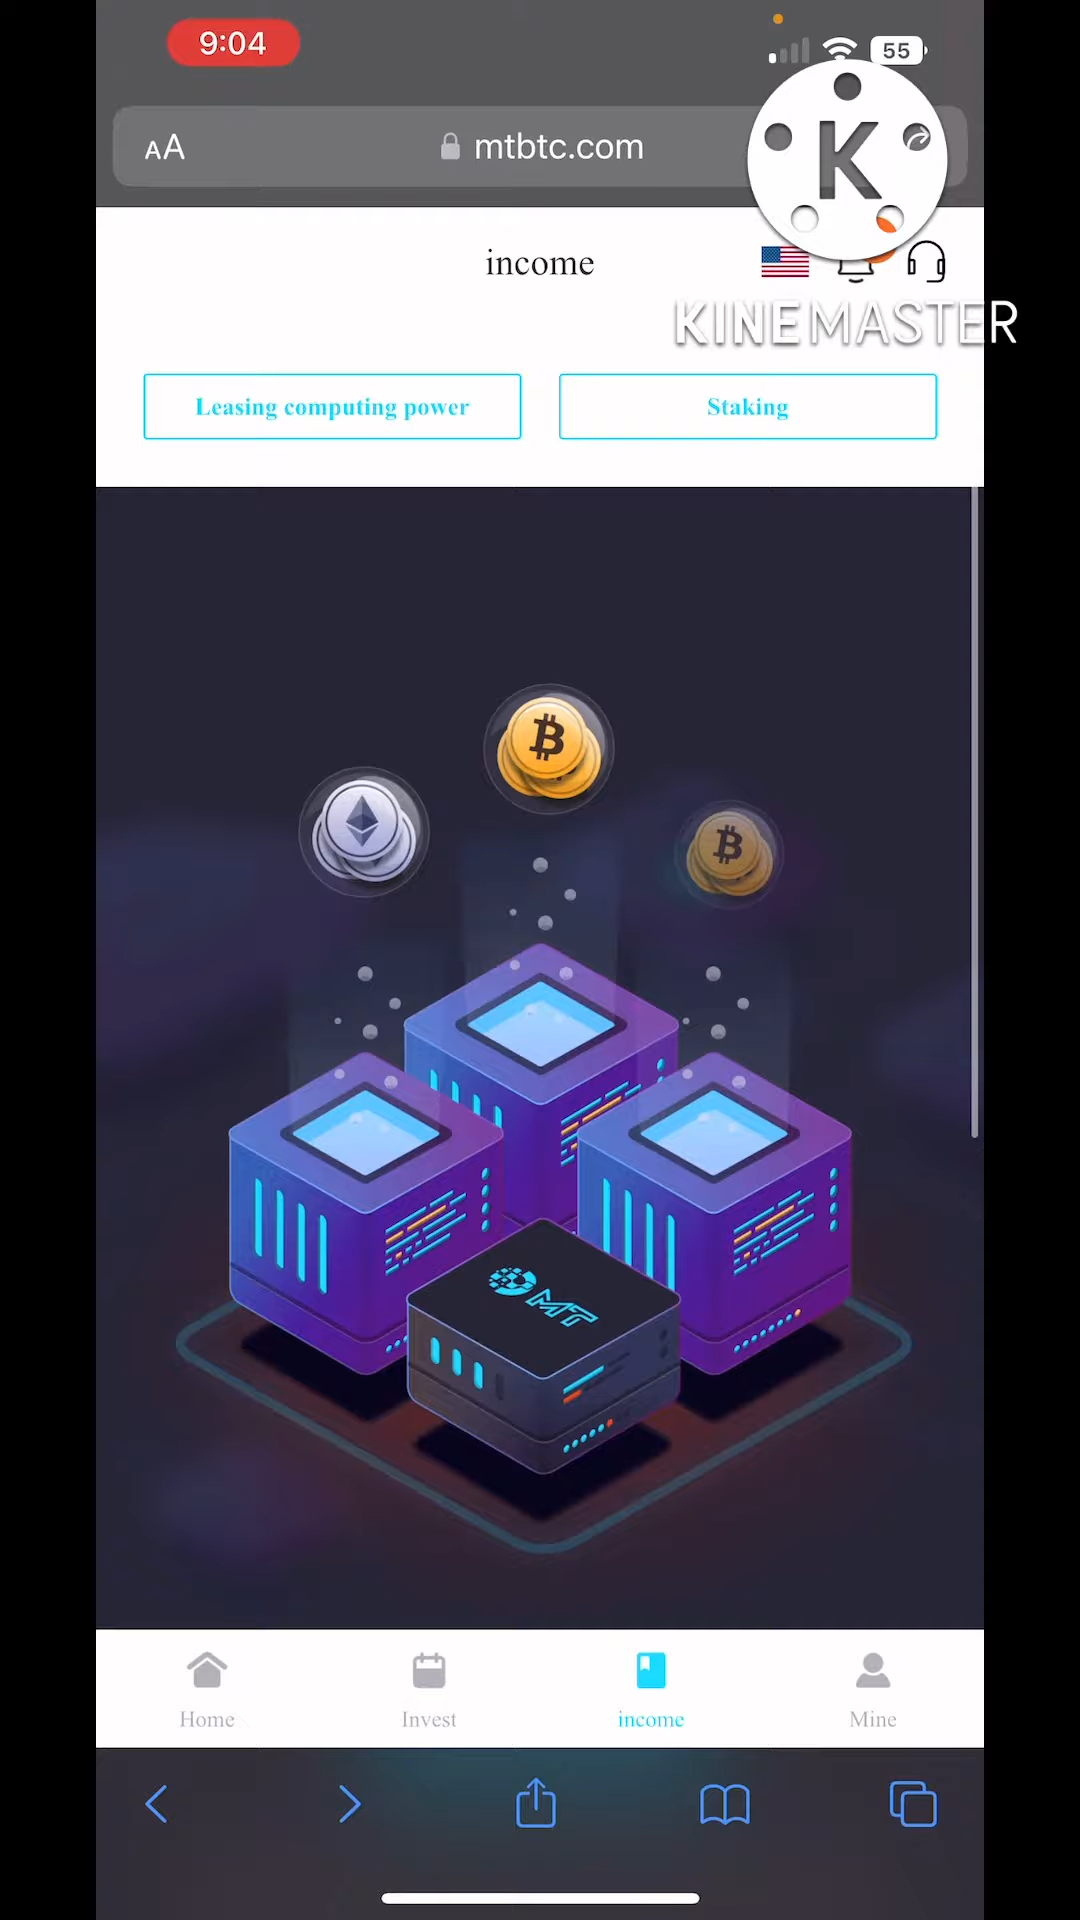 9:04
55
AA
mtbtc.com
K
KINEMASTER
income
Leasing computing power
Staking
MT
Home
Invest
income
Mine